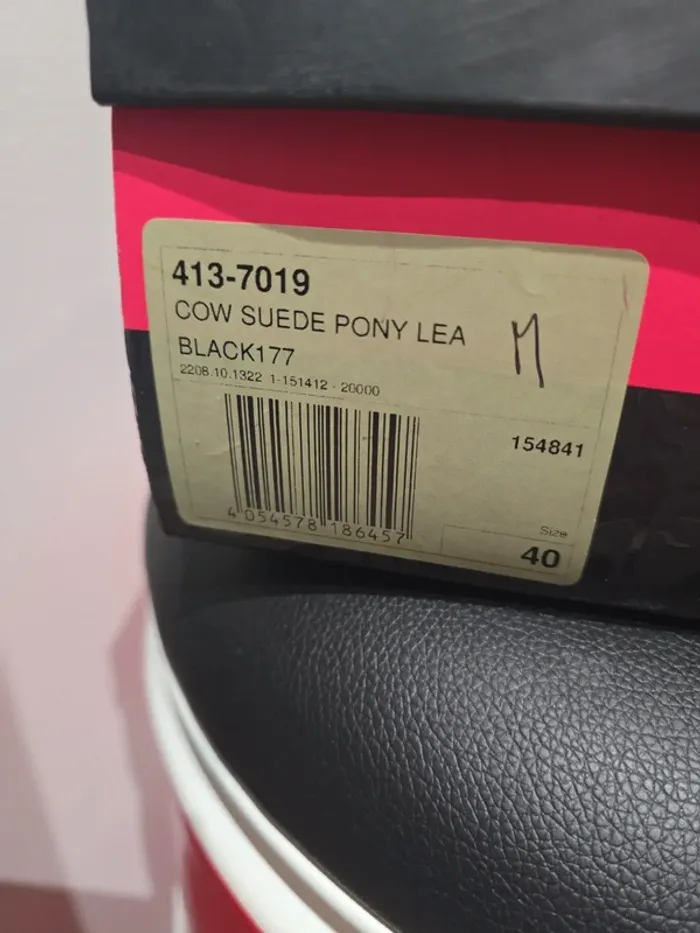 413-7019
COW SUEDE PONY LEA
M
BLACK177
2208.10.1322 1-151412 - 20000
154841
4 054578 186457
Size
40